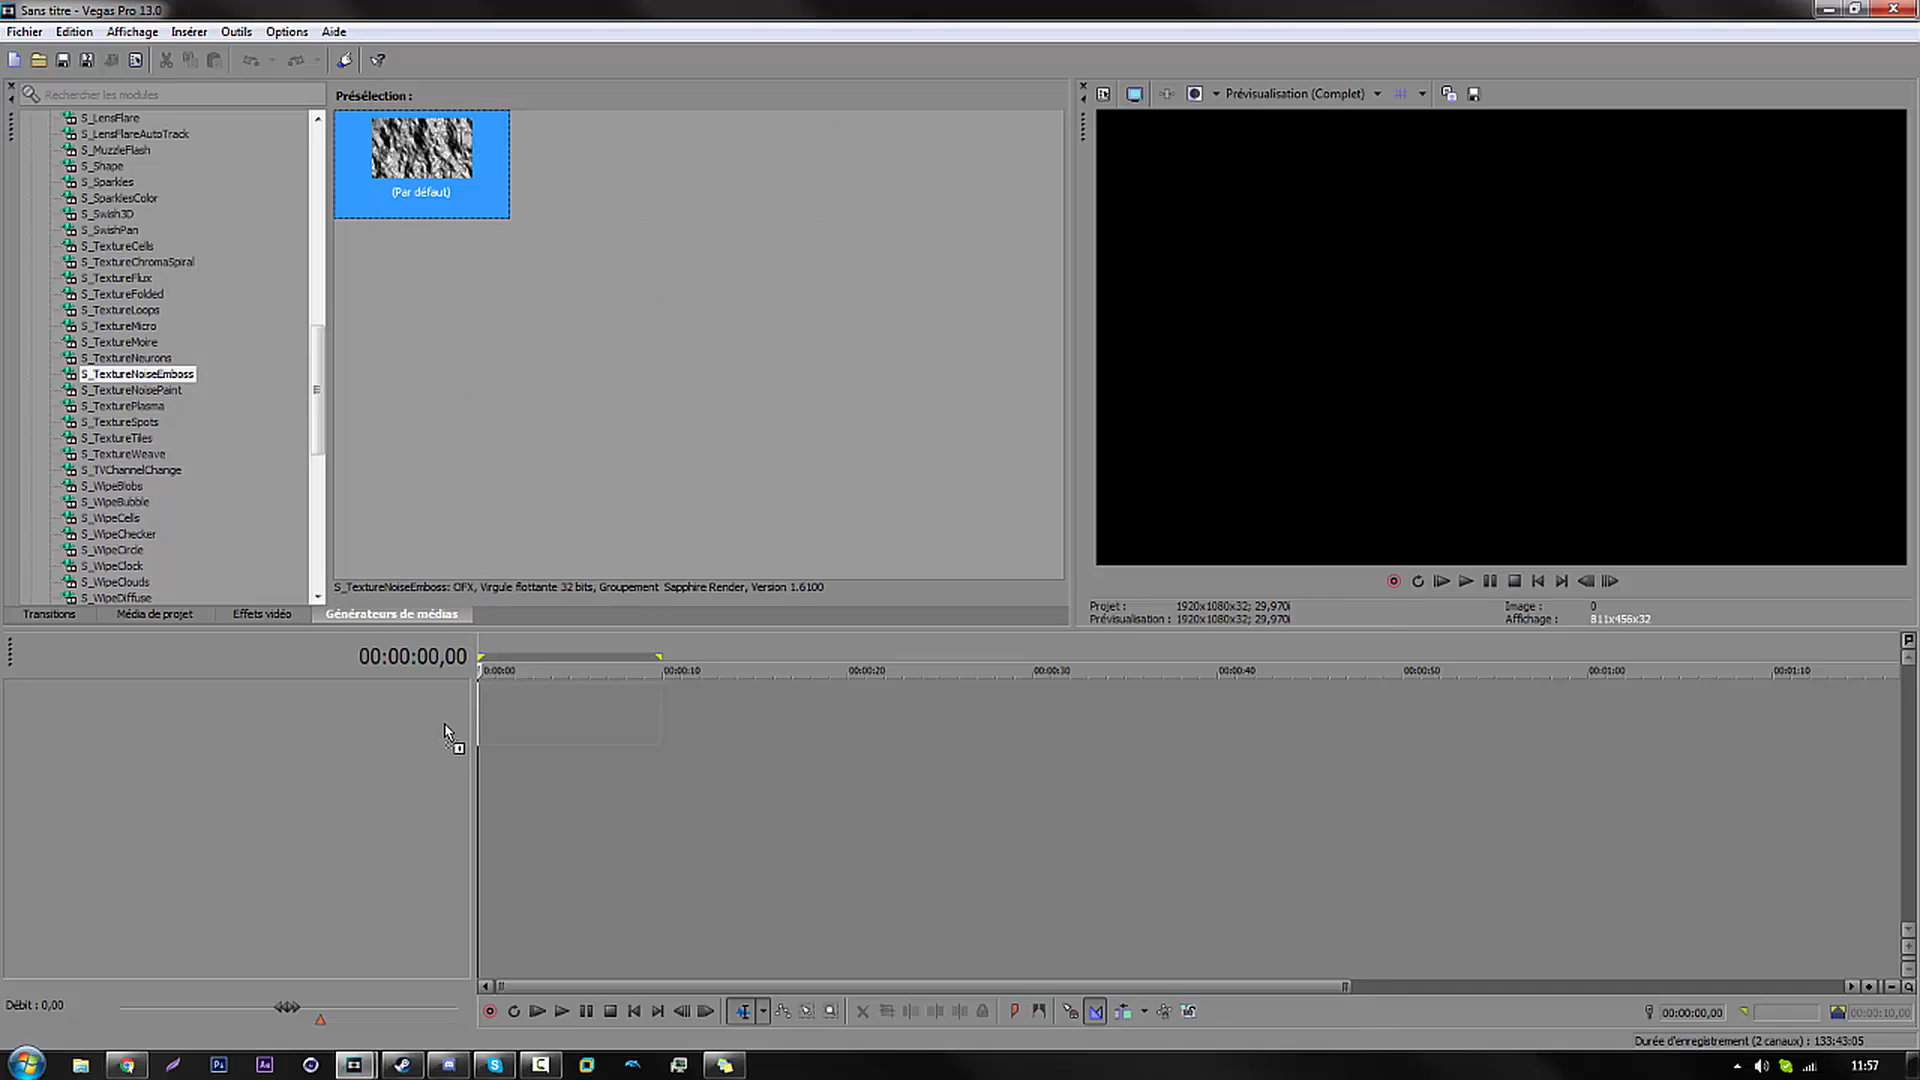 Sans titre - Vegas Pro 13.0
Fichier Edition Affichage Insérer Outils Options Aide
Rechercher les modules
Présélection :
Prévisualisation (Complet)
S_LensFlare
S_LensFlareAutoTrack
S_MuzzleFlash
S_Shape
S_Sparkles
S_SparklesColor
S_Swish3D
S_SwishPan
S_TextureCells
S_TextureChromaSpiral
S_TextureFlux
S_TextureFolded
S_TextureLoops
S_TextureMicro
S_TextureMoire
S_TextureNeurons
S_TextureNoiseEmboss
S_TextureNoisePaint
S_TexturePlasma
S_TextureSpots
S_TextureTiles
S_TextureWeave
S_TVChannelChange
S_WipeBlobs
S_WipeBubble
S_WipeCells
S_WipeChecker
S_WipeCircle
S_WipeClock
S_WipeClouds
S_WipeDiffuse
(Par défaut)
S_TextureNoiseEmboss: OFX, Virgule flottante 32 bits, Groupement Sapphire Render, Version 1.6100
Transitions Média de projet Effets vidéo Générateurs de médias
Projet : 1920x1080x32; 29,970i Image : 0
Prévisualisation : 1920x1080x32; 29,970i Affichage : 811x456x32
00:00:00,00
0:00:00 00:00:10 00:00:20 00:00:30 00:00:40 00:00:50 00:01:00 00:01:10
Débit : 0,00
00:00:00,00 00:00:10,00
Durée d'enregistrement (2 canaux) : 133:43:05
Ps Ae
11:57